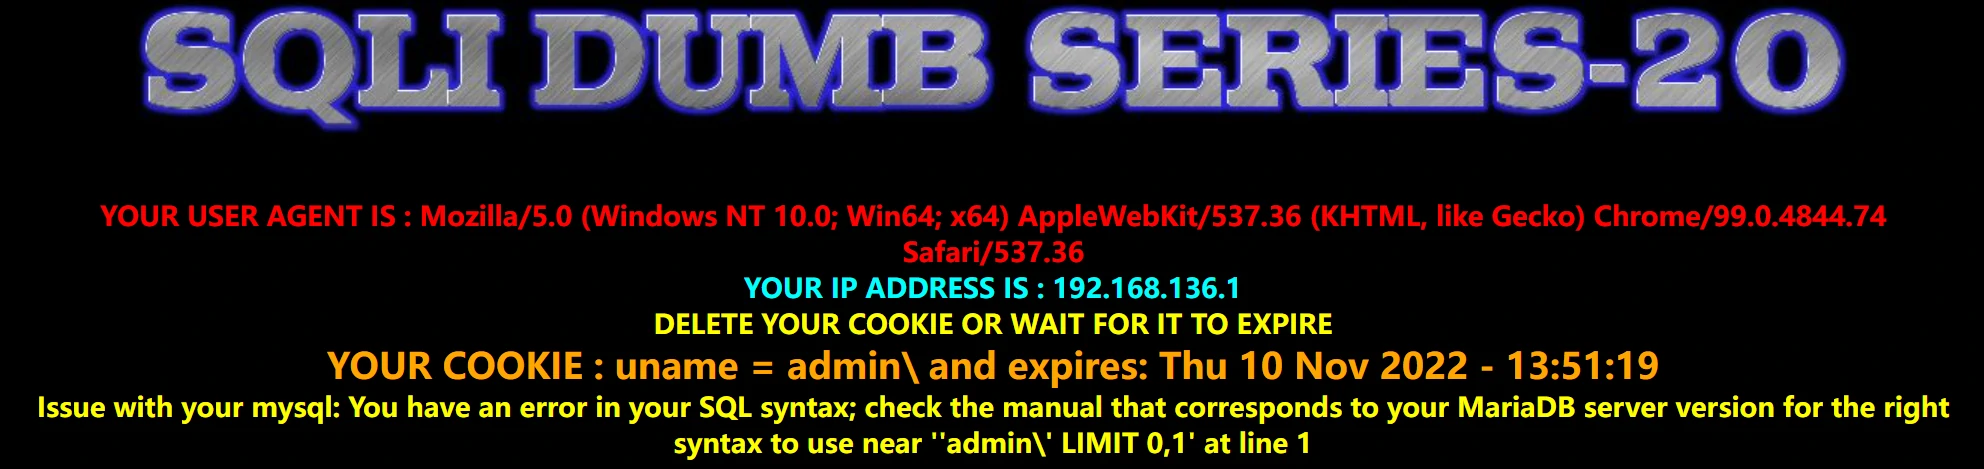 SQLI DUMB SERIES-20
YOUR USER AGENT IS : Mozilla/5.0 (Windows NT 10.0; Win64; x64) AppleWebKit/537.36 (KHTML, like Gecko) Chrome/99.0.4844.74
Safari/537.36
YOUR IP ADDRESS IS : 192.168.136.1
DELETE YOUR COOKIE OR WAIT FOR IT TO EXPIRE
YOUR COOKIE : uname = admin\ and expires: Thu 10 Nov 2022 - 13:51:19
Issue with your mysql: You have an error in your SQL syntax; check the manual that corresponds to your MariaDB server version for the right
syntax to use near ''admin\' LIMIT 0,1' at line 1